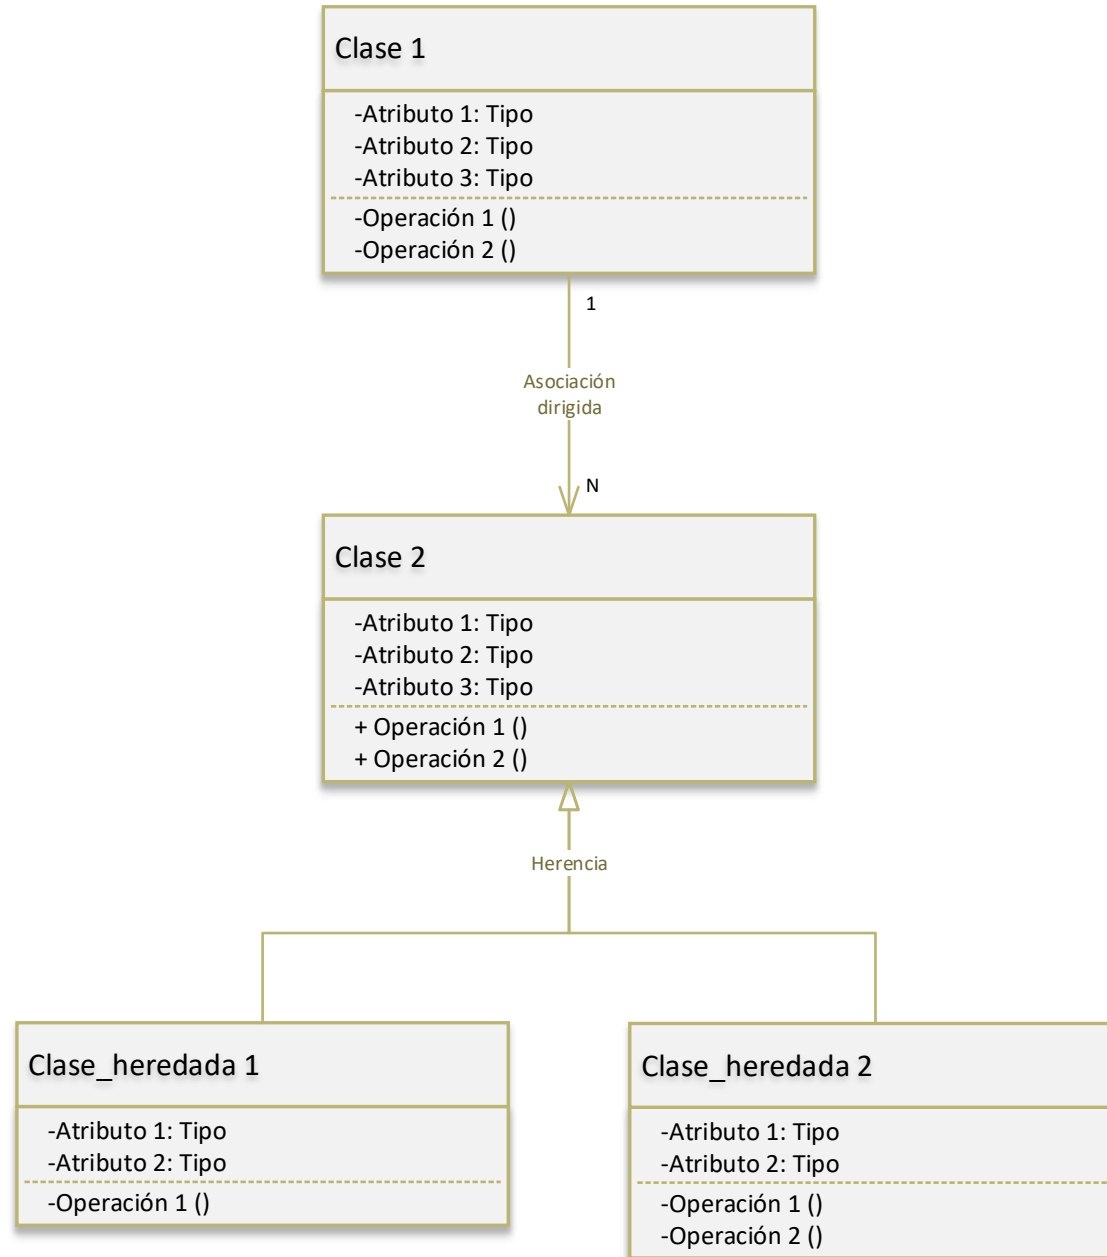 Clase 1
-Atributo 1: Tipo
-Atributo 2: Tipo
-Atributo 3: Tipo
-Operación 1 ()
-Operación 2 ()
1
Asociación
dirigida
N
Clase 2
-Atributo 1: Tipo
-Atributo 2: Tipo
-Atributo 3: Tipo
+ Operación 1 ()
+ Operación 2 ()
Herencia
Clase_heredada 1
-Atributo 1: Tipo
-Atributo 2: Tipo
-Operación 1 ()
Clase_heredada 2
-Atributo 1: Tipo
-Atributo 2: Tipo
-Operación 1 ()
-Operación 2 ()